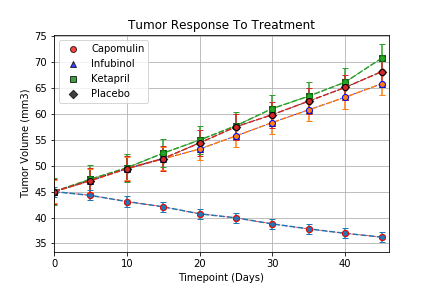 Tumor Response To Treatment
75
70
65
60
55
50
45
40
35
Tumor Volume (mm3)
Capomulin
Infubinol
Ketapril
Placebo
0
10
20
30
40
Timepoint (Days)